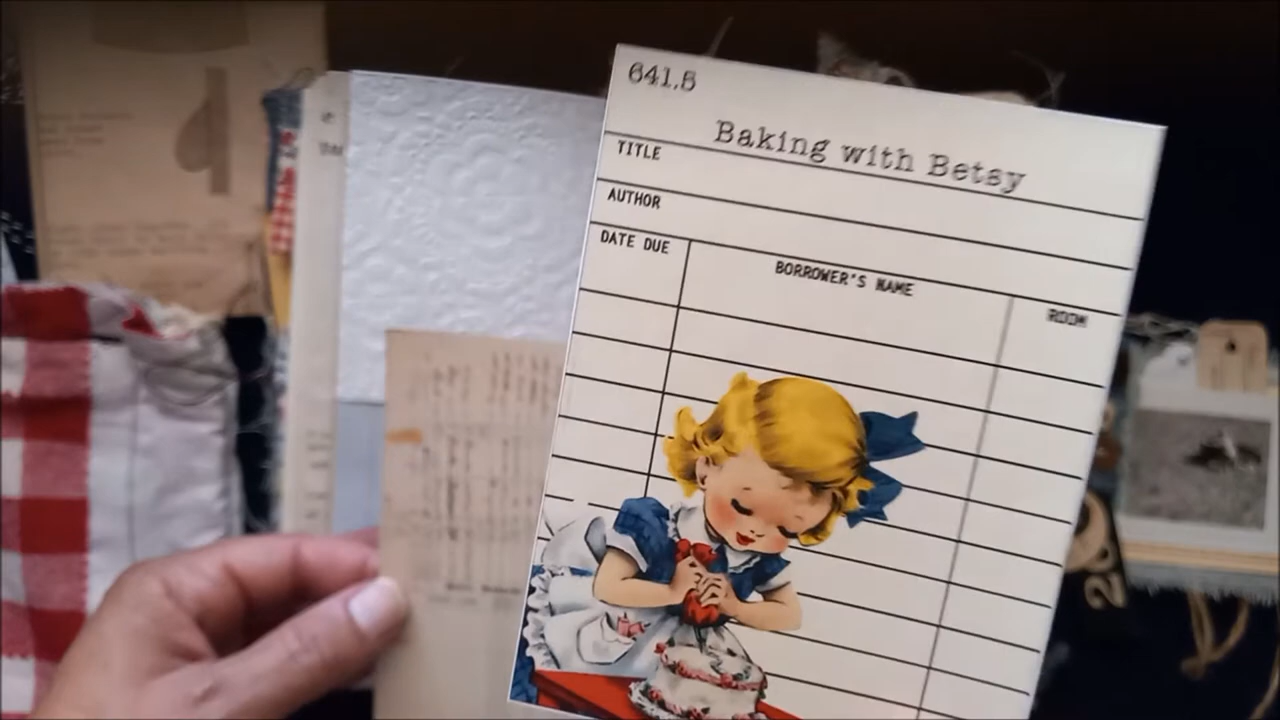 641.5
Baking with Betsy
TITLE
AUTHOR
DATE DUE
BORROWER'S NAME
ROOM